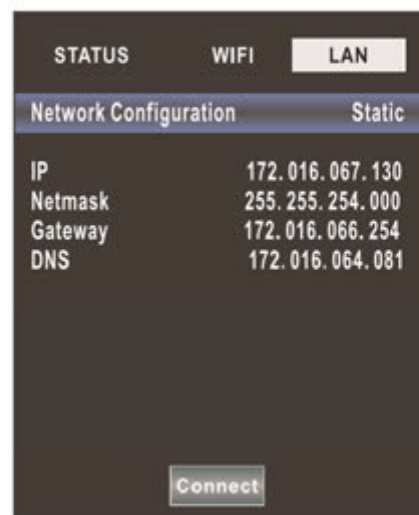 STATUS WIFI LAN
Network Configuration Static
IP 172.016.067.130
Netmask 255.255.254.000
Gateway 172.016.066.254
DNS 172.016.064.081
Connect